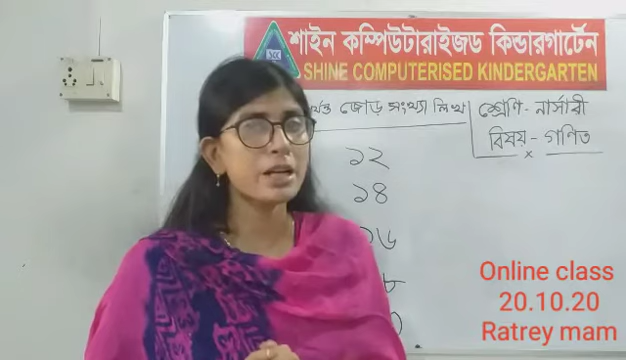 শাইন কম্পিউটারাইজড কিন্ডারগার্টেন
SHINE COMPUTERISED KINDERGARTEN
জোড় সংখ্যা লিখ
শ্রেণি - নার্সারী
বিষয় - গণিত
১২
১৪
১৬
Online class
20.10.20
Ratrey mam